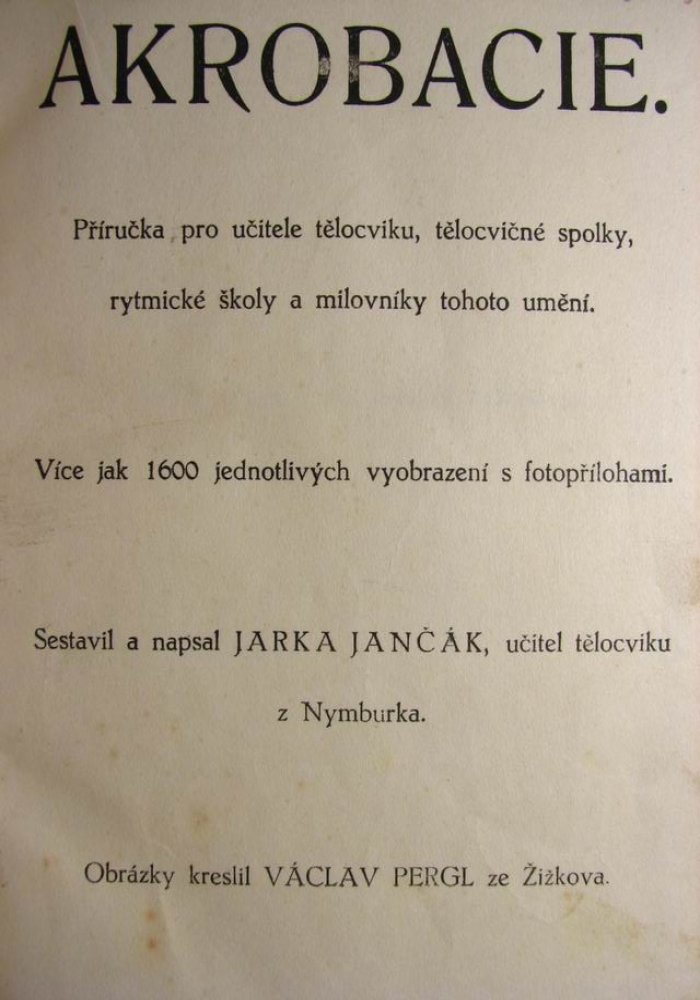 AKROBACIE.
Příručka pro učitele tělocviku, tělocvičné spolky,
rytmické školy a milovníky tohoto umění.
Více jak 1600 jednotlivých vyobrazení s fotopřílohami.
Sestavil a napsal JARKA JANČÁK, učitel tělocviku
z Nymburka.
Obrázky kreslil VÁCLAV PERGL ze Žižkova.